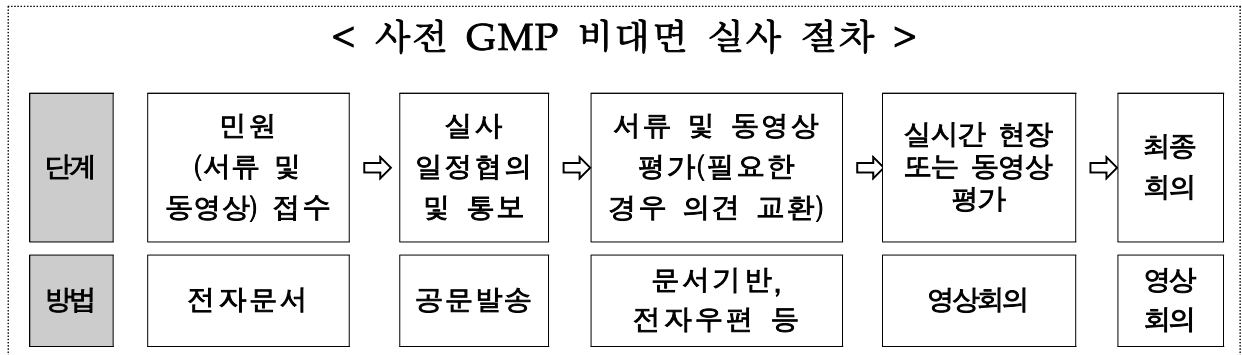 < 사전 GMP 비대면 실사 절차 >
단계
민원
(서류 및
동영상) 접수
⇨
실사
일정협의
및 통보
⇨
서류 및 동영상
평가(필요한
경우 의견 교환)
⇨
실시간 현장
또는 동영상
평가
⇨
최종
희의
방법
전자문서
공문발송
문서기반,
전자우편 등
영상회의
영상
회의